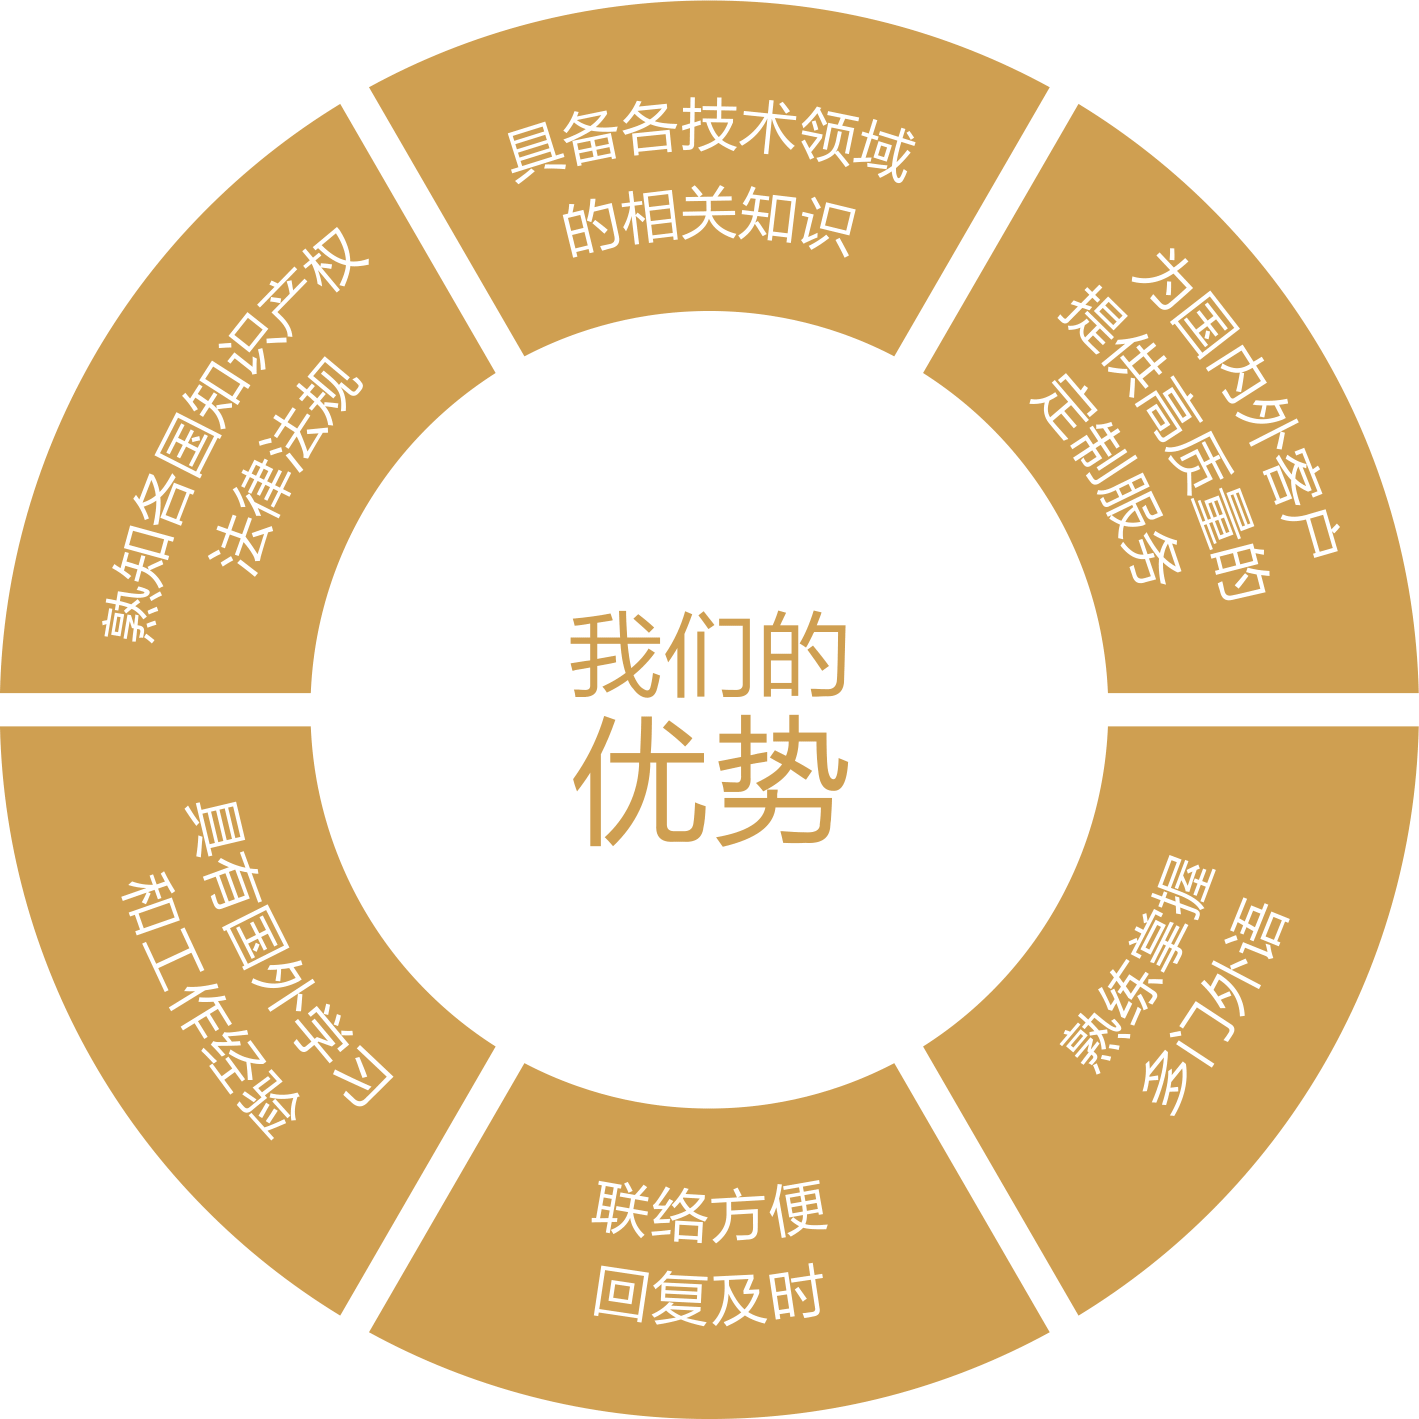 具备各技术领域
的相关知识
为国内外客户
提供高质量的
定制服务
熟练掌握
多门外语
联络方便
回复及时
具有国外学习
和工作经验
熟知各国知识产权
法律法规
我们的
优势